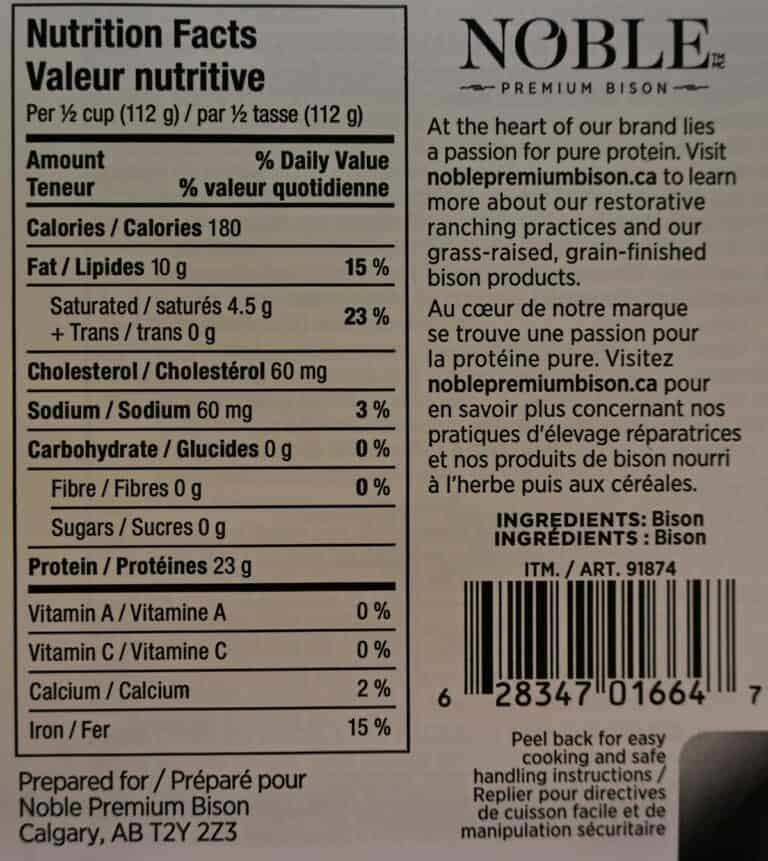 Nutrition Facts
Valeur nutritive
Per ½ cup (112 g) / par ½ tasse (112 g)
Amount % Daily Value
Teneur % valeur quotidienne
Calories / Calories 180
Fat / Lipides 10 g 15 %
Saturated / saturés 4.5 g
+ Trans / trans 0 g 23 %
Cholesterol / Cholestérol 60 mg
Sodium / Sodium 60 mg 3 %
Carbohydrate / Glucides 0 g 0 %
Fibre / Fibres 0 g 0 %
Sugars / Sucres 0 g
Protein / Protéines 23 g
Vitamin A / Vitamine A 0 %
Vitamin C / Vitamine C 0 %
Calcium / Calcium 2 %
Iron / Fer 15 %
Prepared for / Préparé pour
Noble Premium Bison
Calgary, AB T2Y 2Z3
NOBLE TM MC
PREMIUM BISON
At the heart of our brand lies
a passion for pure protein. Visit
noblepremiumbison.ca to learn
more about our restorative
ranching practices and our
grass-raised, grain-finished
bison products.
Au cœur de notre marque
se trouve une passion pour
la protéine pure. Visitez
noblepremiumbison.ca pour
en savoir plus concernant nos
pratiques d'élevage réparatrices
et nos produits de bison nourri
à l'herbe puis aux céréales.
INGREDIENTS: Bison
INGRÉDIENTS : Bison
ITM. / ART. 91874
6 28347 01664 7
Peel back for easy
cooking and safe
handling instructions /
Replier pour directives
de cuisson facile et de
manipulation sécuritaire